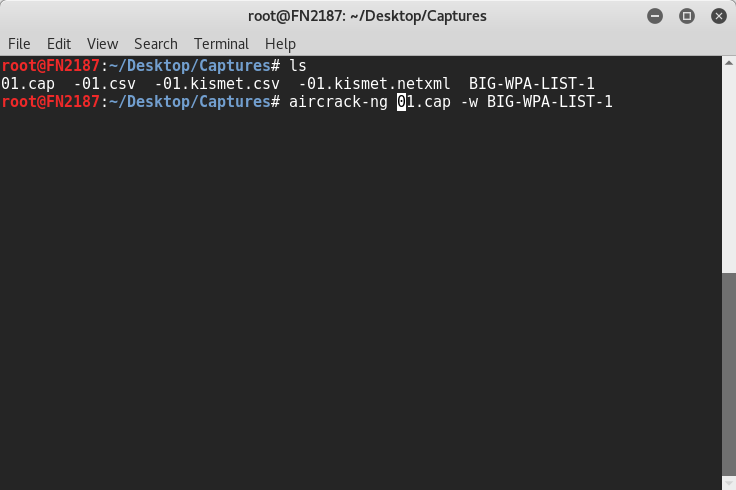 root@FN2187: ~/Desktop/Captures
File Edit View Search Terminal Help
root@FN2187:~/Desktop/Captures# ls
01.cap  -01.csv  -01.kismet.csv  -01.kismet.netxml  BIG-WPA-LIST-1
root@FN2187:~/Desktop/Captures# aircrack-ng 01.cap -w BIG-WPA-LIST-1